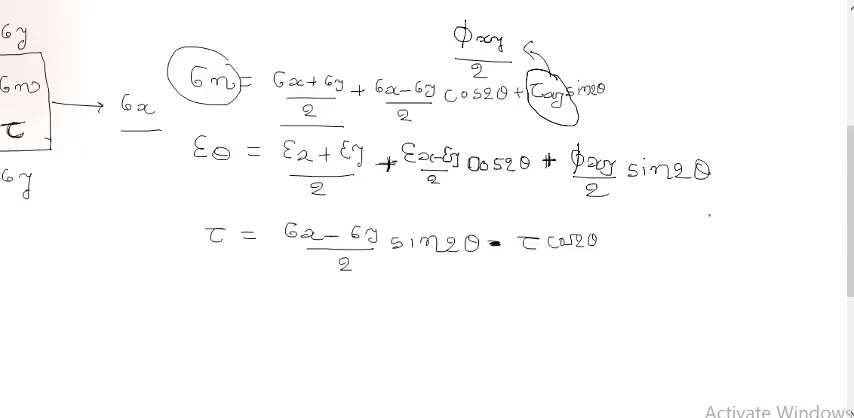 ϕxy/2
σy
σn = σx+σy/2 + σx-σy/2 cos2θ + τxy sin2θ
σn → σx
τ
εθ = εx+εy/2 + εx-εy/2 cos2θ + ϕxy/2 sin2θ
σy
τ = σx-σy/2 sin2θ - τ cos2θ
Activate Windows